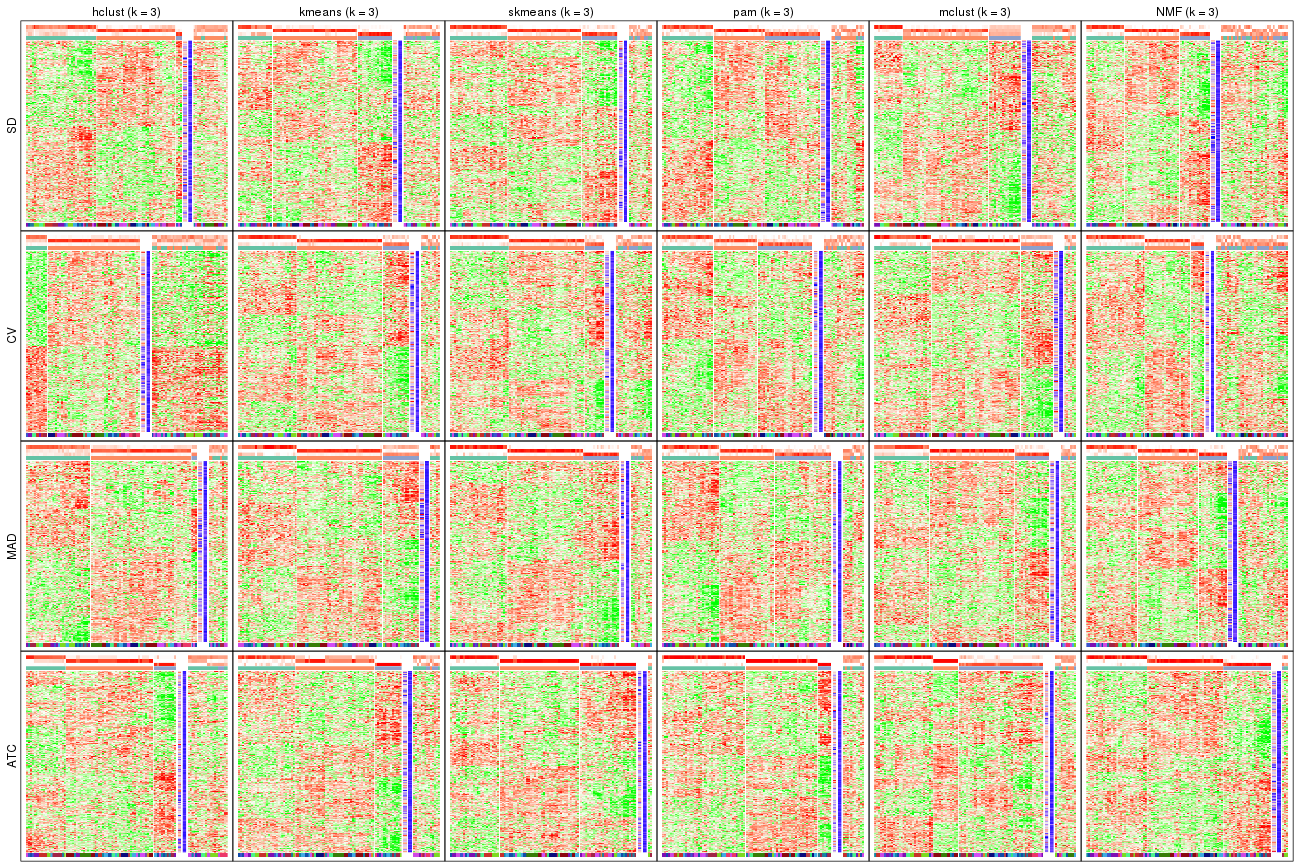 hclust (k = 3) kmeans (k = 3) skmeans (k = 3) pam (k = 3) mclust (k = 3) NMF (k = 3)
SD
CV
MAD
ATC